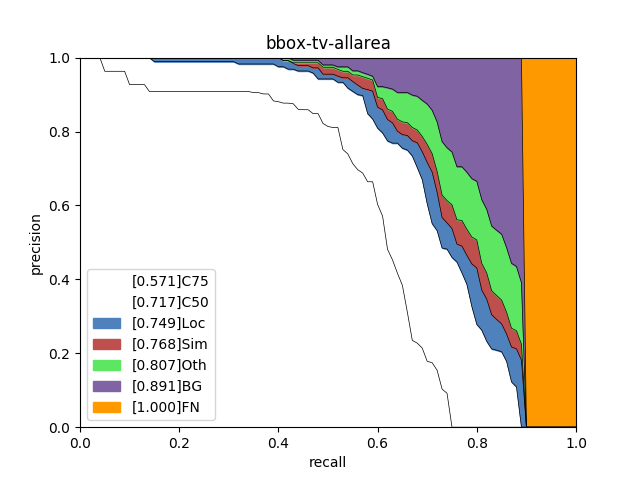 bbox-tv-allarea
1.0
0.8
0.6
0.4
0.2
0.0
precision
[0.571]C75
[0.717]C50
[0.749]Loc
[0.768]Sim
[0.807]Oth
[0.891]BG
[1.000]FN
0.0 0.2 0.4 0.6 0.8 1.0
recall